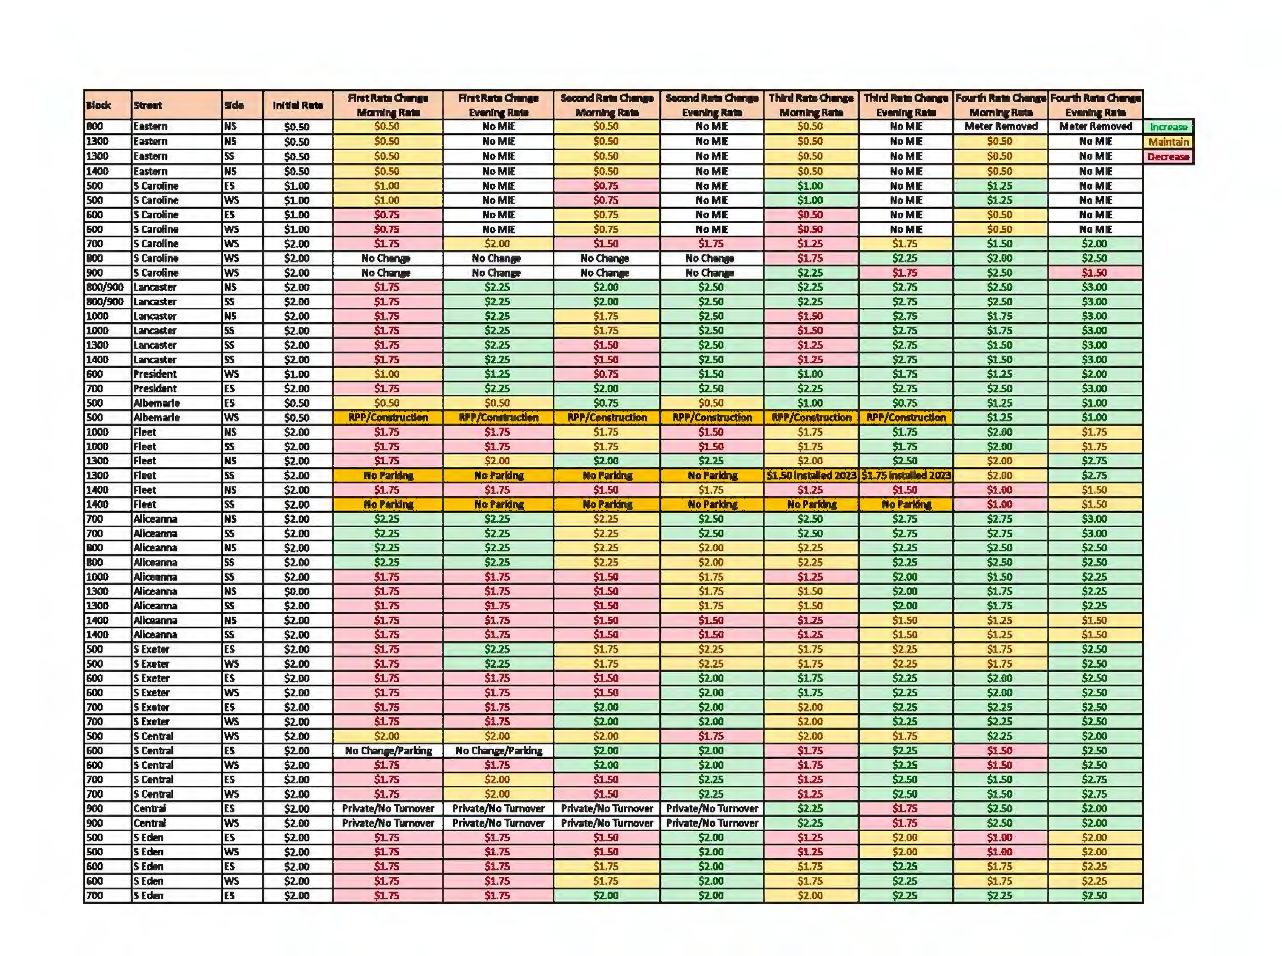 Block Street Side Initial Rate First Rate Change Morning Rate First Rate Change Evening Rate Second Rate Change Morning Rate Second Rate Change Evening Rate Third Rate Change Morning Rate Third Rate Change Evening Rate Fourth Rate Change Morning Rate Fourth Rate Change Evening Rate
800 Eastern NS $0.50 $0.50 No MIE $0.50 No MIE $0.50 No MIE Meter Removed Meter Removed Increase
1300 Eastern NS $0.50 $0.50 No MIE $0.50 No MIE $0.50 No MIE $0.50 No MIE Maintain
1300 Eastern SS $0.50 $0.50 No MIE $0.50 No MIE $0.50 No MIE $0.50 No MIE Decrease
1400 Eastern NS $0.50 $0.50 No MIE $0.50 No MIE $0.50 No MIE $0.50 No MIE
500 S Caroline ES $1.00 $1.00 No MIE $0.75 No MIE $1.00 No MIE $1.25 No MIE
500 S Caroline WS $1.00 $1.00 No MIE $0.75 No MIE $1.00 No MIE $1.25 No MIE
600 S Caroline ES $1.00 $0.75 No MIE $0.75 No MIE $0.50 No MIE $0.50 No MIE
600 S Caroline WS $1.00 $0.75 No MIE $0.75 No MIE $0.50 No MIE $0.50 No MIE
700 S Caroline WS $2.00 $1.75 $2.00 $1.50 $1.75 $1.25 $1.75 $1.50 $2.00
800 S Caroline WS $2.00 No Change No Change No Change No Change $1.75 $2.25 $2.00 $2.50
900 S Caroline WS $2.00 No Change No Change No Change No Change $2.25 $1.75 $2.50 $1.50
800/900 Lancaster NS $2.00 $1.75 $2.25 $2.00 $2.50 $2.25 $2.75 $2.50 $3.00
800/900 Lancaster SS $2.00 $1.75 $2.25 $2.00 $2.50 $2.25 $2.75 $2.50 $3.00
1000 Lancaster NS $2.00 $1.75 $2.25 $1.75 $2.50 $1.50 $2.75 $1.75 $3.00
1000 Lancaster SS $2.00 $1.75 $2.25 $1.75 $2.50 $1.50 $2.75 $1.75 $3.00
1300 Lancaster SS $2.00 $1.75 $2.25 $1.50 $2.50 $1.25 $2.75 $1.50 $3.00
1400 Lancaster SS $2.00 $1.75 $2.25 $1.50 $2.50 $1.25 $2.75 $1.50 $3.00
600 President WS $1.00 $1.00 $1.25 $0.75 $1.50 $1.00 $1.75 $1.25 $2.00
700 President ES $2.00 $1.75 $2.25 $2.00 $2.50 $2.25 $2.75 $2.50 $3.00
500 Albemarle ES $0.50 $0.50 $0.50 $0.75 $0.50 $1.00 $0.75 $1.25 $1.00
500 Albemarle WS $0.50 RPP/Construction RPP/Construction RPP/Construction RPP/Construction RPP/Construction RPP/Construction $1.25 $1.00
1000 Fleet NS $2.00 $1.75 $1.75 $1.75 $1.50 $1.75 $1.75 $2.00 $1.75
1000 Fleet SS $2.00 $1.75 $1.75 $1.75 $1.50 $1.75 $1.75 $2.00 $1.75
1300 Fleet NS $2.00 $1.75 $2.00 $2.00 $2.25 $2.00 $2.50 $2.00 $2.75
1300 Fleet SS $2.00 No Parking No Parking No Parking No Parking $1.50 Installed 2023 $1.75 Installed 2023 $2.00 $2.75
1400 Fleet NS $2.00 $1.75 $1.75 $1.50 $1.75 $1.25 $1.50 $1.00 $1.50
1400 Fleet SS $2.00 No Parking No Parking No Parking No Parking No Parking No Parking $1.00 $1.50
700 Aliceanna NS $2.00 $2.25 $2.25 $2.25 $2.50 $2.50 $2.75 $2.75 $3.00
700 Aliceanna SS $2.00 $2.25 $2.25 $2.25 $2.50 $2.50 $2.75 $2.75 $3.00
800 Aliceanna NS $2.00 $2.25 $2.25 $2.25 $2.00 $2.25 $2.25 $2.50 $2.50
800 Aliceanna SS $2.00 $2.25 $2.25 $2.25 $2.00 $2.25 $2.25 $2.50 $2.50
1000 Aliceanna SS $2.00 $1.75 $1.75 $1.50 $1.75 $1.25 $2.00 $1.50 $2.25
1300 Aliceanna NS $0.00 $1.75 $1.75 $1.50 $1.75 $1.50 $2.00 $1.75 $2.25
1300 Aliceanna SS $2.00 $1.75 $1.75 $1.50 $1.75 $1.50 $2.00 $1.75 $2.25
1400 Aliceanna NS $2.00 $1.75 $1.75 $1.50 $1.50 $1.25 $1.50 $1.25 $1.50
1400 Aliceanna SS $2.00 $1.75 $1.75 $1.50 $1.50 $1.25 $1.50 $1.25 $1.50
500 S Exeter ES $2.00 $1.75 $2.25 $1.75 $2.25 $1.75 $2.25 $1.75 $2.50
500 S Exeter WS $2.00 $1.75 $2.25 $1.75 $2.25 $1.75 $2.25 $1.75 $2.50
600 S Exeter ES $2.00 $1.75 $1.75 $1.50 $2.00 $1.75 $2.25 $2.00 $2.50
600 S Exeter WS $2.00 $1.75 $1.75 $1.50 $2.00 $1.75 $2.25 $2.00 $2.50
700 S Exeter ES $2.00 $1.75 $1.75 $2.00 $2.00 $2.00 $2.25 $2.25 $2.50
700 S Exeter WS $2.00 $1.75 $1.75 $2.00 $2.00 $2.00 $2.25 $2.25 $2.50
500 S Central WS $2.00 $2.00 $2.00 $2.00 $1.75 $2.00 $1.75 $2.25 $2.00
600 S Central ES $2.00 No Change/Parking No Change/Parking $2.00 $2.00 $1.75 $2.25 $1.50 $2.50
600 S Central WS $2.00 $1.75 $1.75 $2.00 $2.00 $1.75 $2.25 $1.50 $2.50
700 S Central ES $2.00 $1.75 $2.00 $1.50 $2.25 $1.25 $2.50 $1.50 $2.75
700 S Central WS $2.00 $1.75 $2.00 $1.50 $2.25 $1.25 $2.50 $1.50 $2.75
900 Central ES $2.00 Private/No Turnover Private/No Turnover Private/No Turnover Private/No Turnover $2.25 $1.75 $2.50 $2.00
900 Central WS $2.00 Private/No Turnover Private/No Turnover Private/No Turnover Private/No Turnover $2.25 $1.75 $2.50 $2.00
500 S Eden ES $2.00 $1.75 $1.75 $1.50 $2.00 $1.25 $2.00 $1.00 $2.00
500 S Eden WS $2.00 $1.75 $1.75 $1.50 $2.00 $1.25 $2.00 $1.00 $2.00
600 S Eden ES $2.00 $1.75 $1.75 $1.75 $2.00 $1.75 $2.25 $1.75 $2.25
600 S Eden WS $2.00 $1.75 $1.75 $1.75 $2.00 $1.75 $2.25 $1.75 $2.25
700 S Eden ES $2.00 $1.75 $1.75 $2.00 $2.00 $2.00 $2.25 $2.25 $2.50